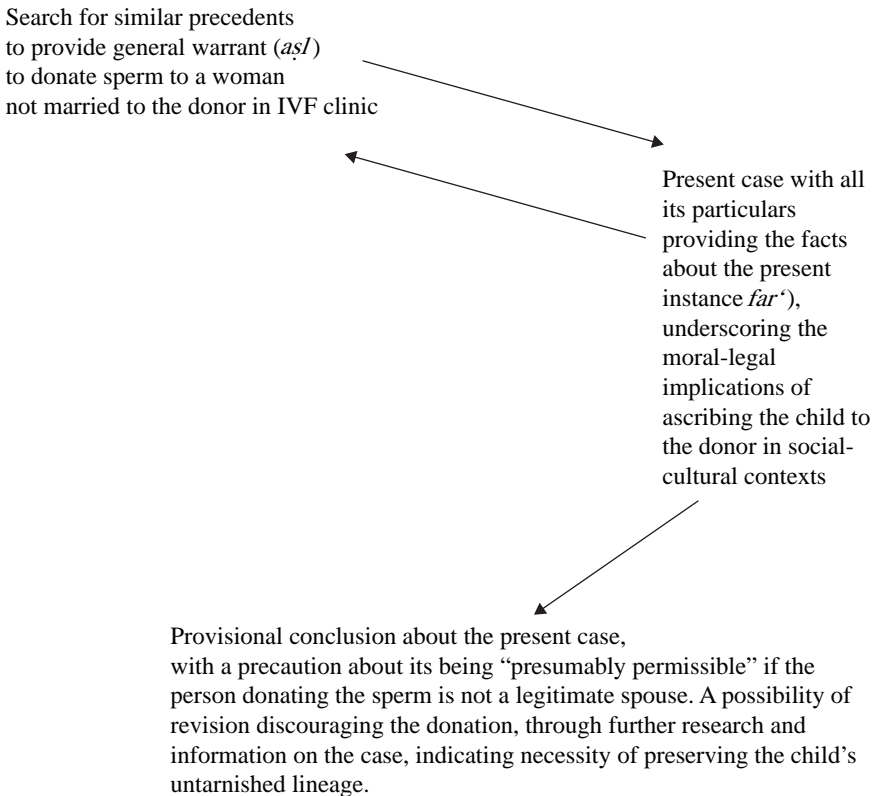 Search for similar precedents
to provide general warrant (aṣl)
to donate sperm to a woman
not married to the donor in IVF clinic
Present case with all
its particulars
providing the facts
about the present
instance far‘),
underscoring the
moral-legal
implications of
ascribing the child to
the donor in social-
cultural contexts
Provisional conclusion about the present case,
with a precaution about its being “presumably permissible” if the
person donating the sperm is not a legitimate spouse. A possibility of
revision discouraging the donation, through further research and
information on the case, indicating necessity of preserving the child’s
untarnished lineage.